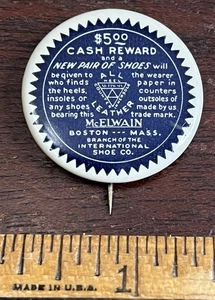 $5.00
CASH REWARD
and a
NEW PAIR OF SHOES will
be given to ALL the wearer
who finds paper in
the heels, counters
insoles or outsoles of
any shoes LEATHER made by us
bearing this trade mark.
McELWAIN
BOSTON --- MASS.
BRANCH OF THE
INTERNATIONAL
SHOE CO.
MADE IN U.S.A.
1